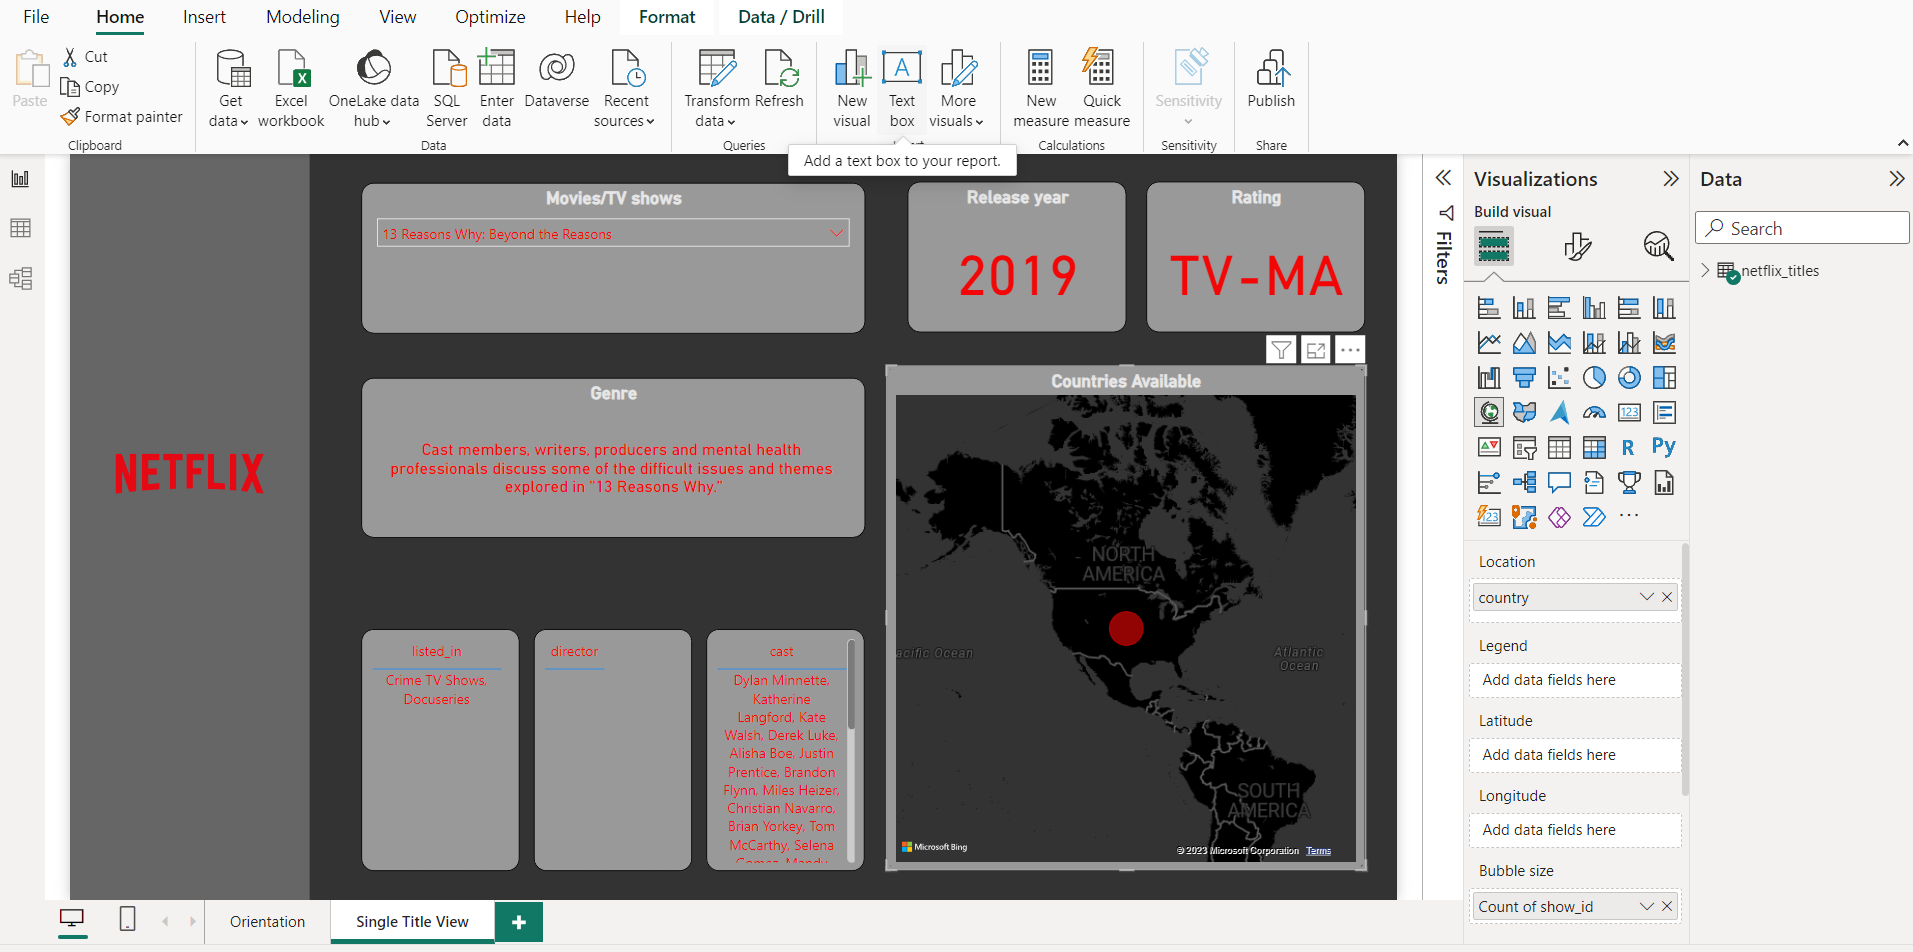 File Home Insert Modeling View Optimize Help Format Data / Drill
Paste
Cut
Copy
Format painter
Clipboard
Get data
Excel workbook
OneLake data hub
SQL Server
Enter data
Dataverse
Recent sources
Data
Transform data
Refresh
Queries
New visual
Text box
More visuals
New measure
Quick measure
Calculations
Sensitivity
Sensitivity
Publish
Share
Add a text box to your report.
NETFLIX
Movies/TV shows
13 Reasons Why: Beyond the Reasons
Release year
2019
Rating
TV-MA
Genre
Cast members, writers, producers and mental health
professionals discuss some of the difficult issues and themes
explored in "13 Reasons Why."
Countries Available
NORTH
AMERICA
acific Ocean
Atlantic
Ocean
SOUTH
AMERICA
Microsoft Bing
© 2023 Microsoft Corporation Terms
listed_in
Crime TV Shows,
Docuseries
director
cast
Dylan Minnette,
Katherine
Langford, Kate
Walsh, Derek Luke,
Alisha Boe, Justin
Prentice, Brandon
Flynn, Miles Heizer,
Christian Navarro,
Brian Yorkey, Tom
McCarthy, Selena
Gomez, Mandy
Filters
Visualizations
Build visual
123
R
Py
123
Location
country
Legend
Add data fields here
Latitude
Add data fields here
Longitude
Add data fields here
Bubble size
Count of show_id
Data
Search
netflix_titles
Orientation
Single Title View
+